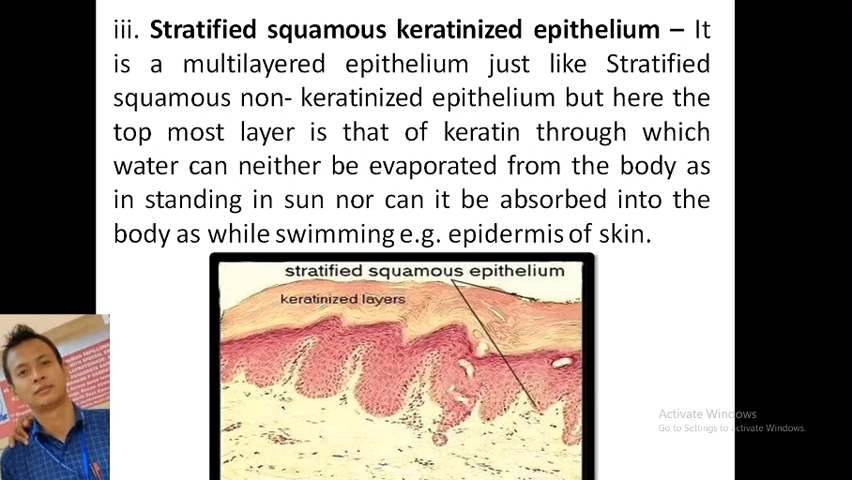 iii. Stratified squamous keratinized epithelium – It
is a multilayered epithelium just like Stratified
squamous non- keratinized epithelium but here the
top most layer is that of keratin through which
water can neither be evaporated from the body as
in standing in sun nor can it be absorbed into the
body as while swimming e.g. epidermis of skin.
stratified squamous epithelium
keratinized layers
Activate Windows
Go to Settings to activate Windows.